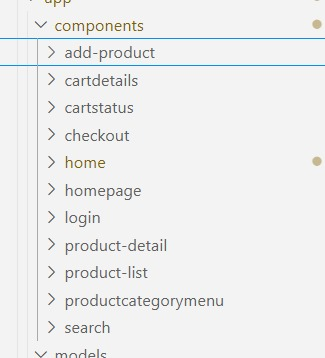 app
components
add-product
cartdetails
cartstatus
checkout
home
homepage
login
product-detail
product-list
productcategorymenu
search
models